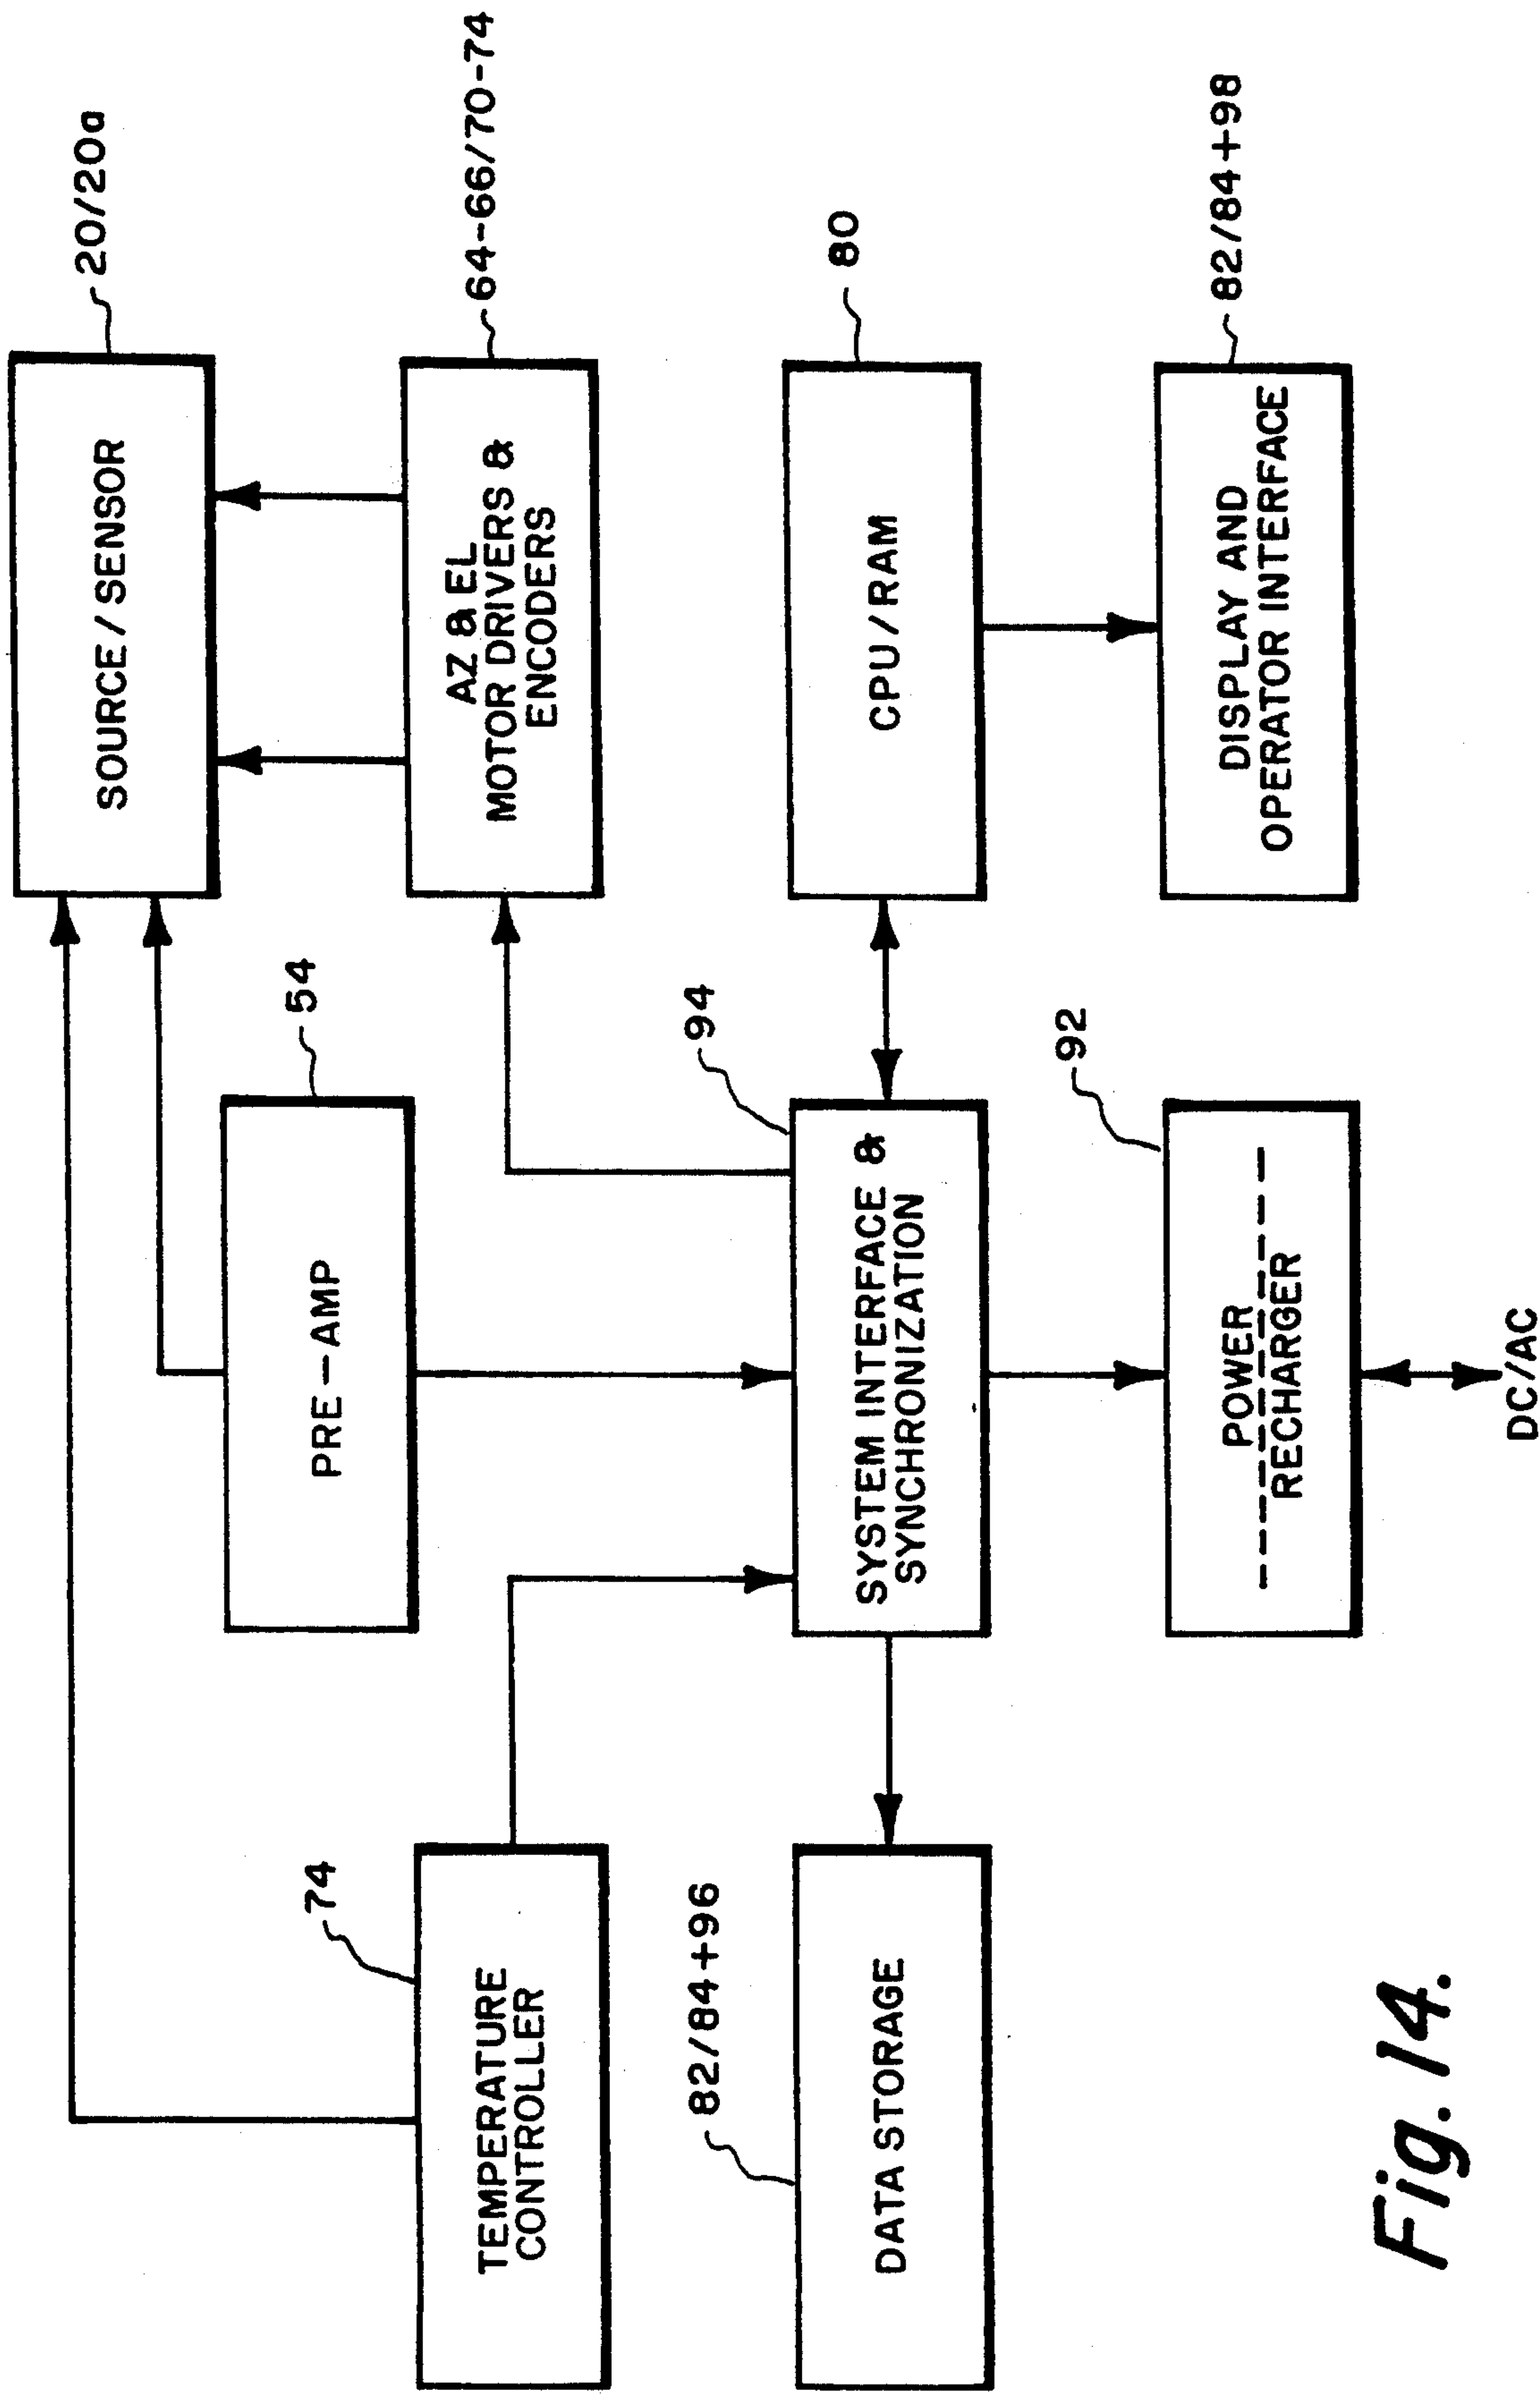 20/20a
SOURCE/SENSOR
54
PRE-AMP
64-66/70-74
AZ & EL
MOTOR DRIVERS &
ENCODERS
74
TEMPERATURE
CONTROLLER
82/84+96
DATA STORAGE
94
SYSTEM INTERFACE &
SYNCHRONIZATION
80
CPU/RAM
92
POWER
RECHARGER
DC/AC
82/84+98
DISPLAY AND
OPERATOR INTERFACE
Fig. 14.